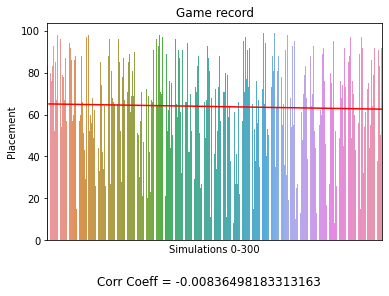 Game record
100
80
60
40
20
0
Placement
Simulations 0-300
Corr Coeff = -0.00836498183313163